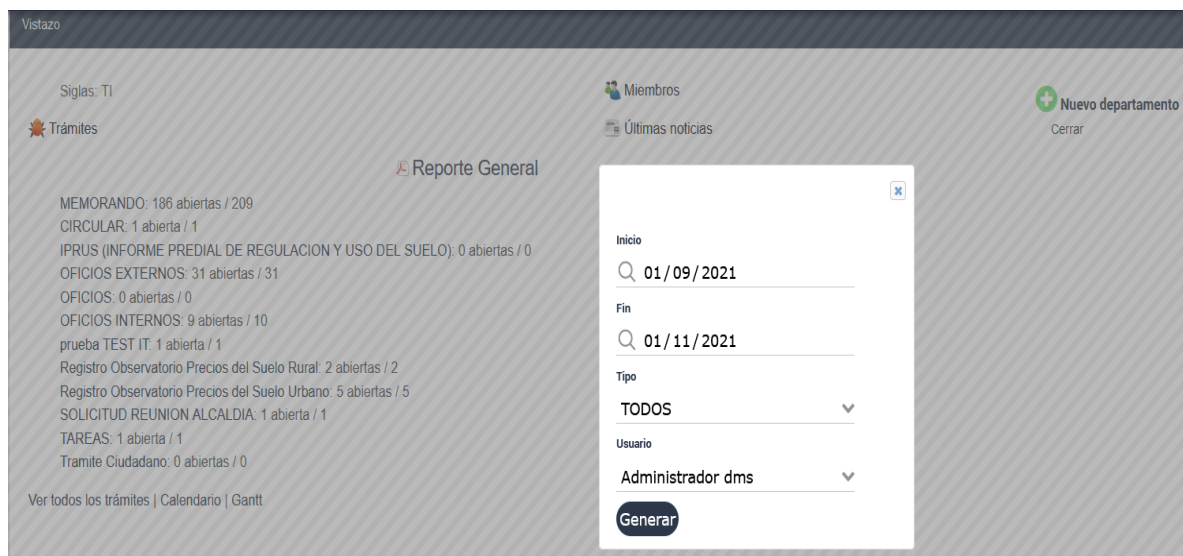 Vistazo
Siglas: TI
Trámites
Reporte General
MEMORANDO: 186 abiertas / 209
CIRCULAR: 1 abierta / 1
IPRUS (INFORME PREDIAL DE REGULACION Y USO DEL SUELO): 0 abiertas / 0
OFICIOS EXTERNOS: 31 abiertas / 31
OFICIOS: 0 abiertas / 0
OFICIOS INTERNOS: 9 abiertas / 10
prueba TEST IT: 1 abierta / 1
Registro Observatorio Precios del Suelo Rural: 2 abiertas / 2
Registro Observatorio Precios del Suelo Urbano: 5 abiertas / 5
SOLICITUD REUNION ALCALDIA: 1 abierta / 1
TAREAS: 1 abierta / 1
Tramite Ciudadano: 0 abiertas / 0
Ver todos los trámites | Calendario | Gantt
Miembros
Últimas noticias
Inicio
01/09/2021
Fin
01/11/2021
Tipo
TODOS
Usuario
Administrador dms
Generar
Nuevo departamento
Cerrar